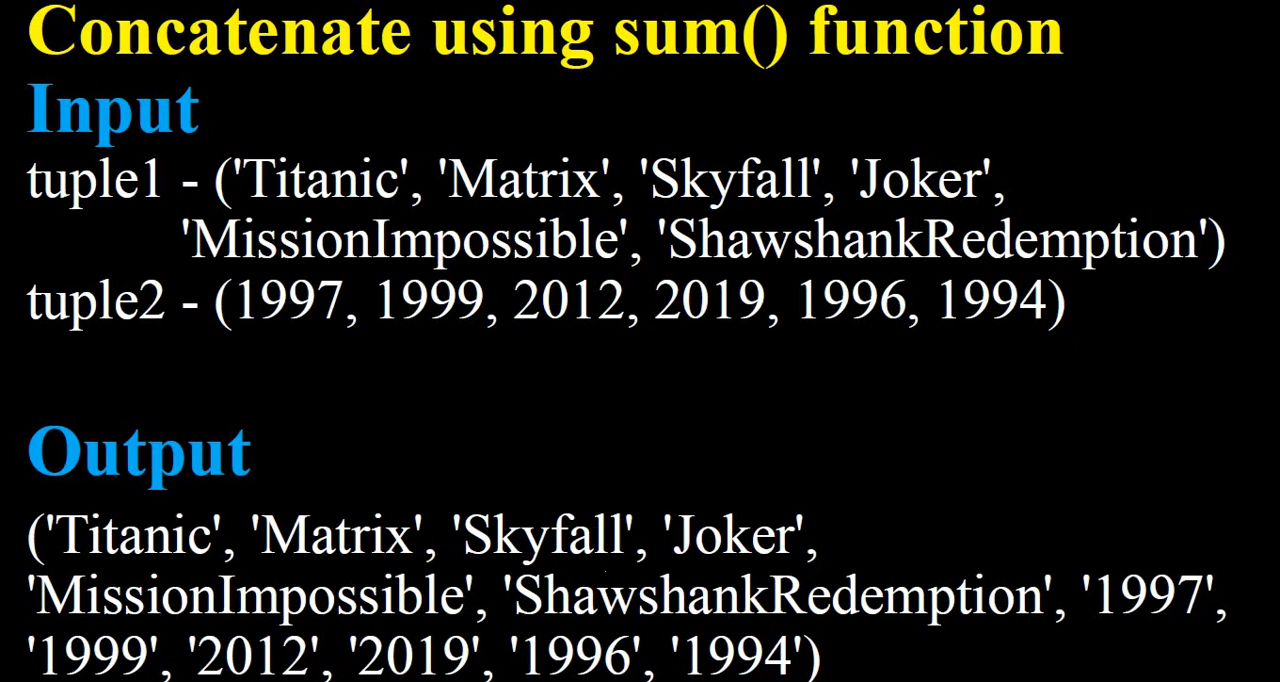 Concatenate using sum() function
Input
tuple1 - ('Titanic', 'Matrix', 'Skyfall', 'Joker',
'MissionImpossible', 'ShawshankRedemption')
tuple2 - (1997, 1999, 2012, 2019, 1996, 1994)
Output
('Titanic', 'Matrix', 'Skyfall', 'Joker',
'MissionImpossible', 'ShawshankRedemption', '1997',
'1999', '2012', '2019', '1996', '1994')